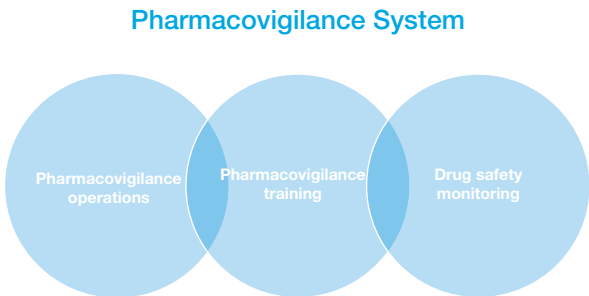 Pharmacovigilance System
Pharmacovigilance
operations
Pharmacovigilance
training
Drug safety
monitoring